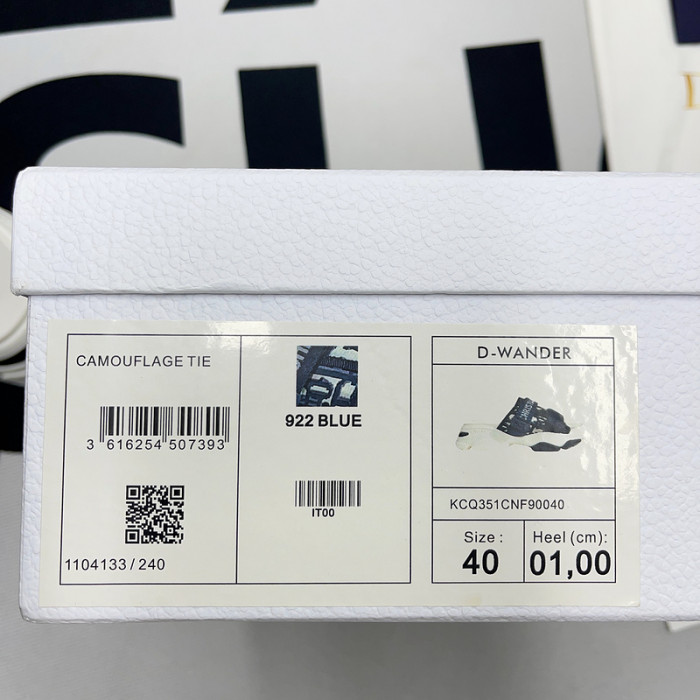 CAMOUFLAGE TIE
3 616254 507393
1104133 / 240
922 BLUE
IT00
D-WANDER
KCQ351CNF90040
Size :
40
Heel (cm):
01,00